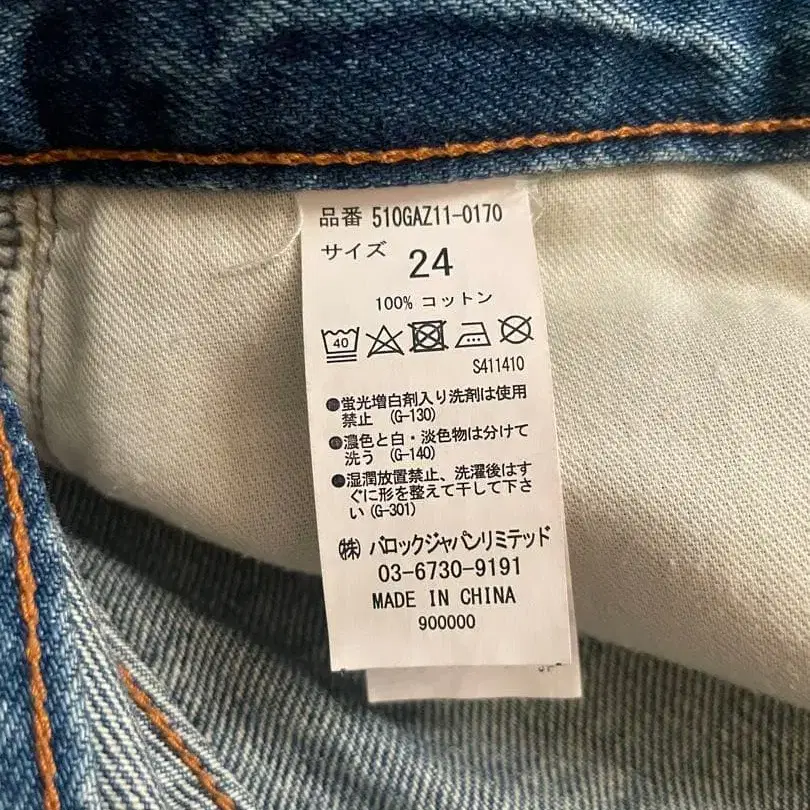 品番 510GAZ11-0170
サイズ 24
100% コットン
40
S411410
●蛍光増白剤入り洗剤は使用
禁止 (G-130)
●濃色と白・淡色物は分けて
洗う (G-140)
●湿潤放置禁止、洗濯後はす
ぐに形を整えて干して下さ
い(G-301)
㈱ バロックジャパンリミテッド
03-6730-9191
MADE IN CHINA
900000